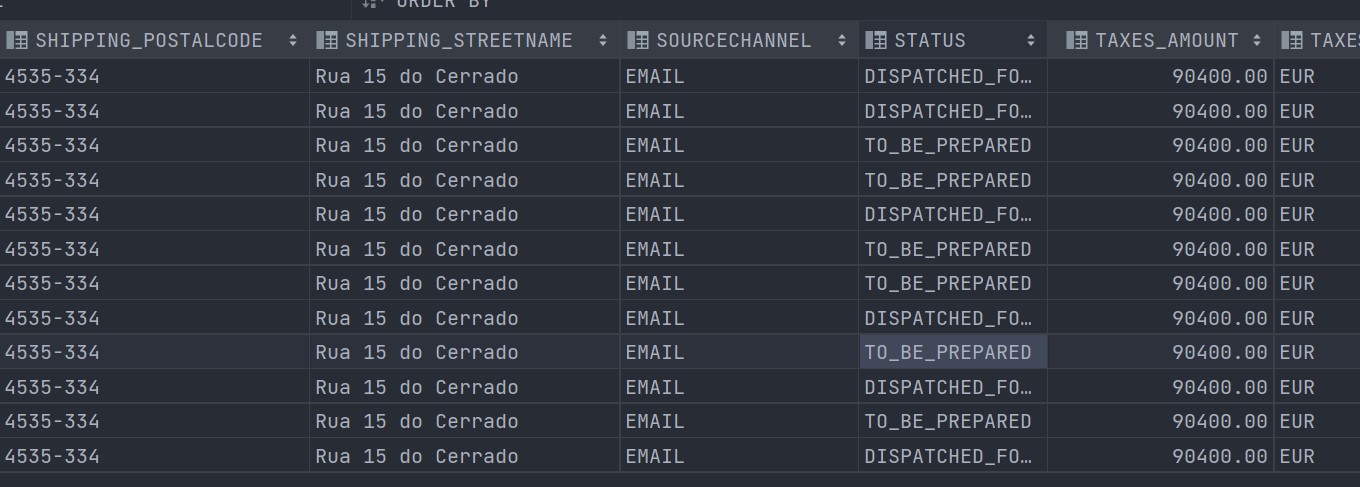 ORDER BY
SHIPPING_POSTALCODE SHIPPING_STREETNAME SOURCECHANNEL STATUS TAXES_AMOUNT TAXES
4535-334 Rua 15 do Cerrado EMAIL DISPATCHED_FO… 90400.00 EUR
4535-334 Rua 15 do Cerrado EMAIL DISPATCHED_FO… 90400.00 EUR
4535-334 Rua 15 do Cerrado EMAIL TO_BE_PREPARED 90400.00 EUR
4535-334 Rua 15 do Cerrado EMAIL TO_BE_PREPARED 90400.00 EUR
4535-334 Rua 15 do Cerrado EMAIL DISPATCHED_FO… 90400.00 EUR
4535-334 Rua 15 do Cerrado EMAIL TO_BE_PREPARED 90400.00 EUR
4535-334 Rua 15 do Cerrado EMAIL TO_BE_PREPARED 90400.00 EUR
4535-334 Rua 15 do Cerrado EMAIL DISPATCHED_FO… 90400.00 EUR
4535-334 Rua 15 do Cerrado EMAIL TO_BE_PREPARED 90400.00 EUR
4535-334 Rua 15 do Cerrado EMAIL DISPATCHED_FO… 90400.00 EUR
4535-334 Rua 15 do Cerrado EMAIL TO_BE_PREPARED 90400.00 EUR
4535-334 Rua 15 do Cerrado EMAIL DISPATCHED_FO… 90400.00 EUR